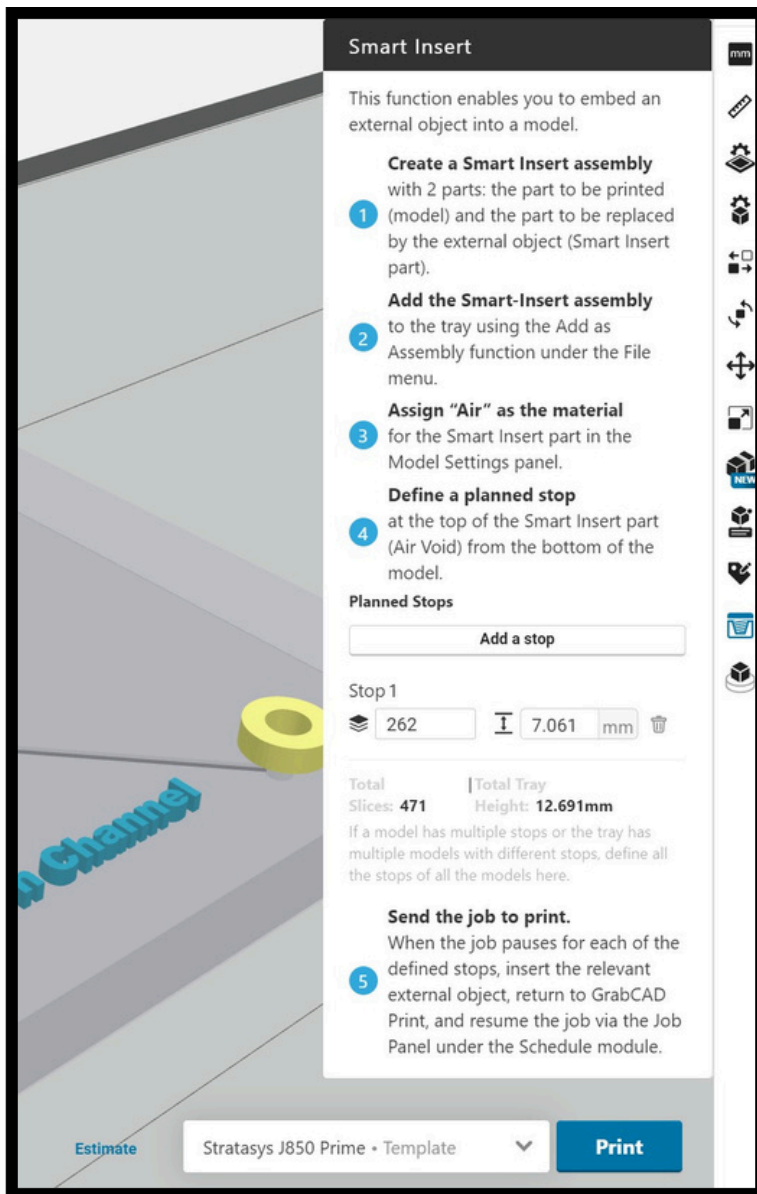 Smart Insert
mm
This function enables you to embed an
external object into a model.
Create a Smart Insert assembly
with 2 parts: the part to be printed
1 (model) and the part to be replaced
by the external object (Smart Insert
part).
Add the Smart-Insert assembly
to the tray using the Add as
2 Assembly function under the File
menu.
Assign “Air” as the material
3 for the Smart Insert part in the
Model Settings panel.
NEW
Define a planned stop
at the top of the Smart Insert part
4 (Air Void) from the bottom of the
model.
Planned Stops
Add a stop
Stop 1
262 7.061 mm
Total Slices: 471
Total Tray Height: 12.691mm
If a model has multiple stops or the tray has
multiple models with different stops, define all
the stops of all the models here.
Channel
Send the job to print.
When the job pauses for each of the
defined stops, insert the relevant
5 external object, return to GrabCAD
Print, and resume the job via the Job
Panel under the Schedule module.
Estimate
Stratasys J850 Prime • Template
Print